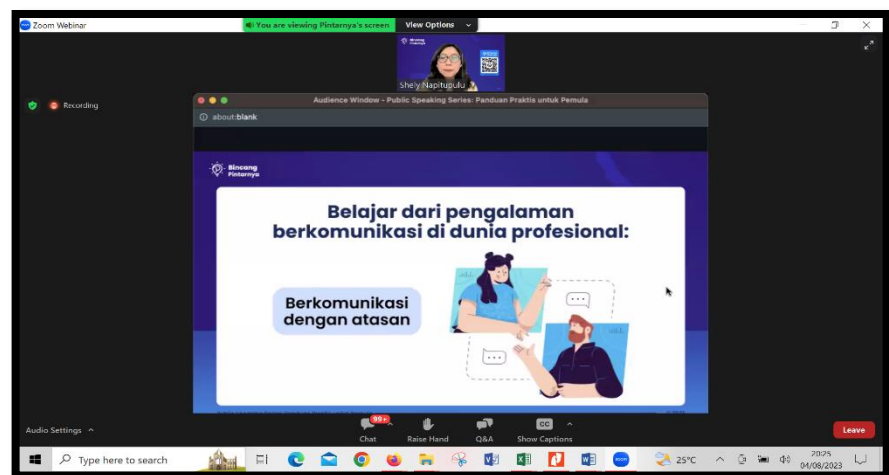 Zoom Webinar
You are viewing Pintarnya's screen
View Options
Bincang
Pintarnya
Shely Napitupulu
Recording
Audience Window - Public Speaking Series: Panduan Praktis untuk Pemula
about:blank
Bincang
Pintarnya
Belajar dari pengalaman
berkomunikasi di dunia profesional:
Berkomunikasi
dengan atasan
Audio Settings
99+
Chat
Raise Hand
Q&A
CC
Show Captions
Leave
Type here to search
25°C
20:25
04/08/2023